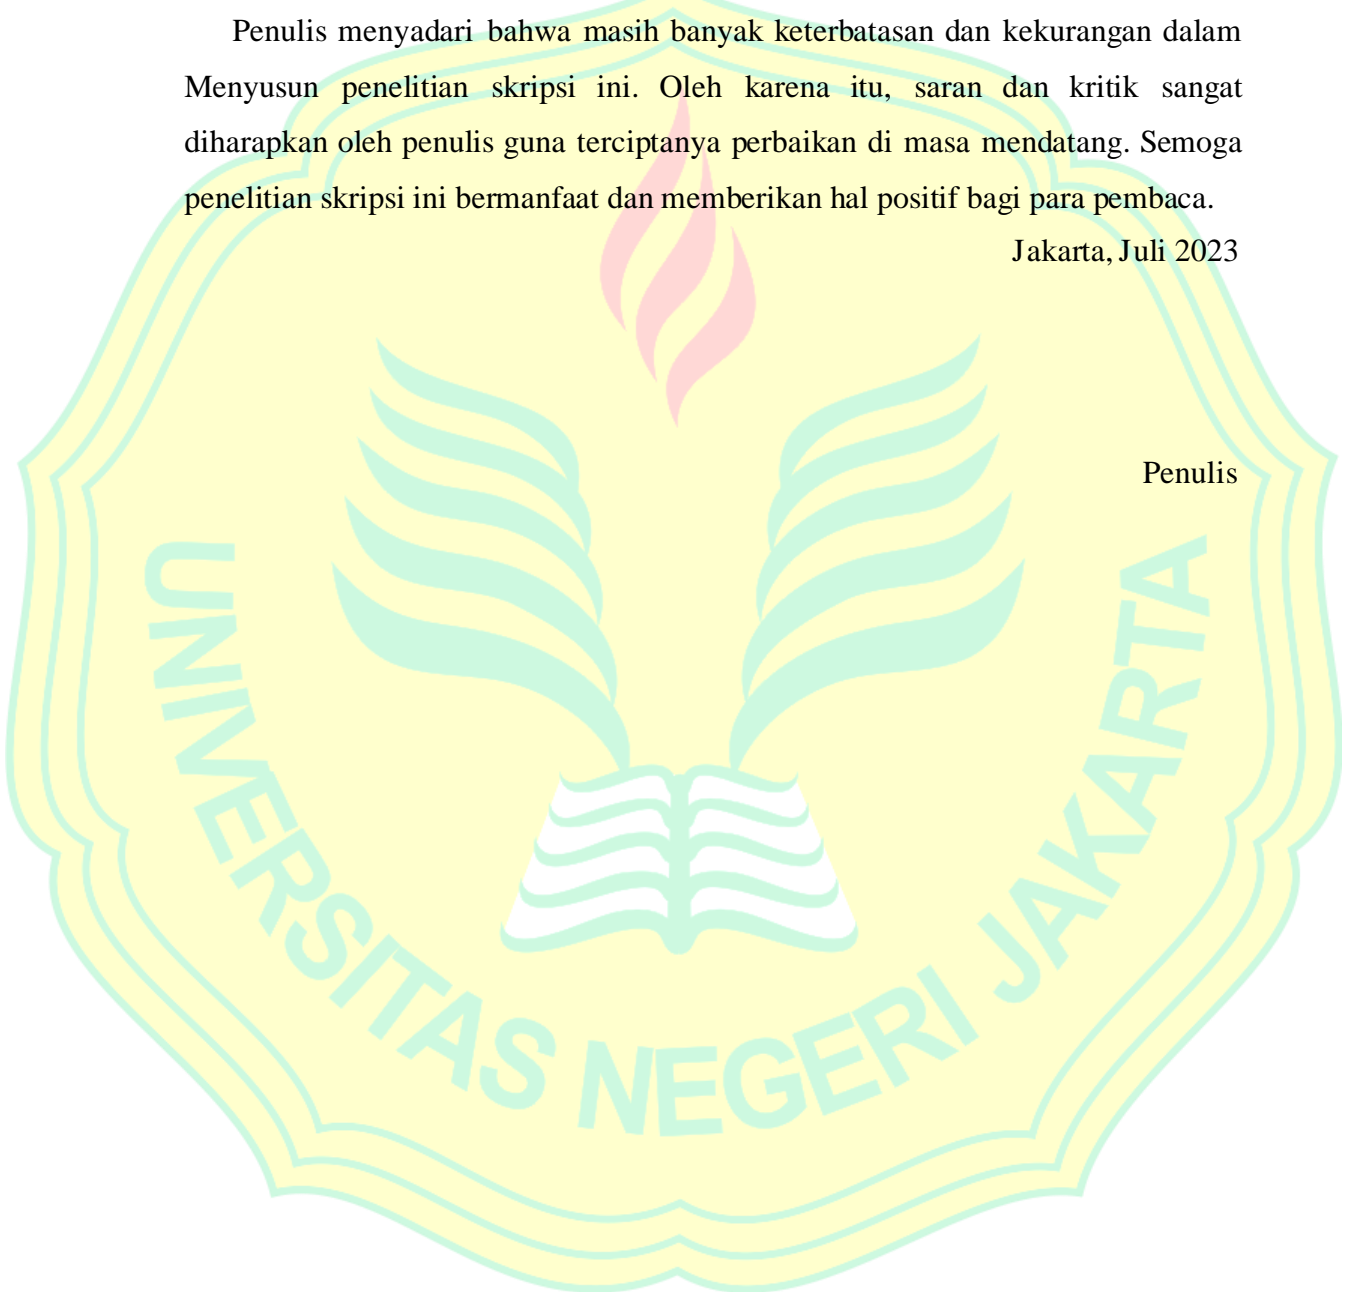 Penulis menyadari bahwa masih banyak keterbatasan dan kekurangan dalam
Menyusun penelitian skripsi ini. Oleh karena itu, saran dan kritik sangat
diharapkan oleh penulis guna terciptanya perbaikan di masa mendatang. Semoga
penelitian skripsi ini bermanfaat dan memberikan hal positif bagi para pembaca.
Jakarta, Juli 2023
Penulis
UNIVERSITAS NEGERI JAKARTA